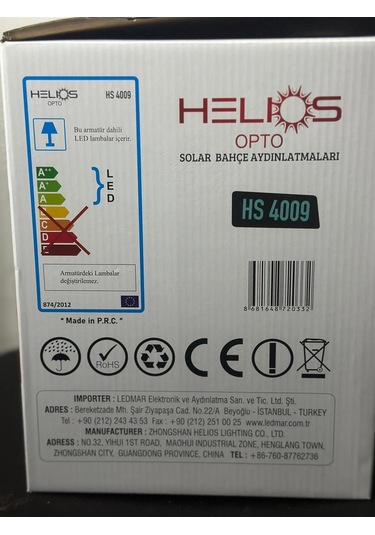 HELIOS
OPTO
HS 4009
Bu armatür dahili
LED lambalar içerir.
A++
A+
A
B
C
D
E
L
E
D
Armatürdeki Lambalar
değiştirilemez.
874/2012
" Made in P.R.C. "
HELIOS
OPTO
SOLAR BAHÇE AYDINLATMALARI
HS 4009
8681648720332
RoHS
CE
IMPORTER : LEDMAR Elektronik ve Aydınlatma San. ve Tic. Ltd. Şti.
ADRES : Bereketzade Mh. Şair Ziyapaşa Cad. No.22/A Beyoğlu - İSTANBUL - TURKEY
Tel : +90 (212) 243 43 53 Fax : +90 (212) 251 00 25 www.ledmar.com.tr
MANUFACTURER : ZHONGSHAN HELIOS LIGHTING CO., LTD.
ADRESS : NO.32, YIHUI 1ST ROAD, MAOHUI INDUSTRIAL ZONE, HENGLANG TOWN,
ZHONGSHAN CITY, GUANGDONG PROVINCE, CHINA TEL : +86-760-87762736